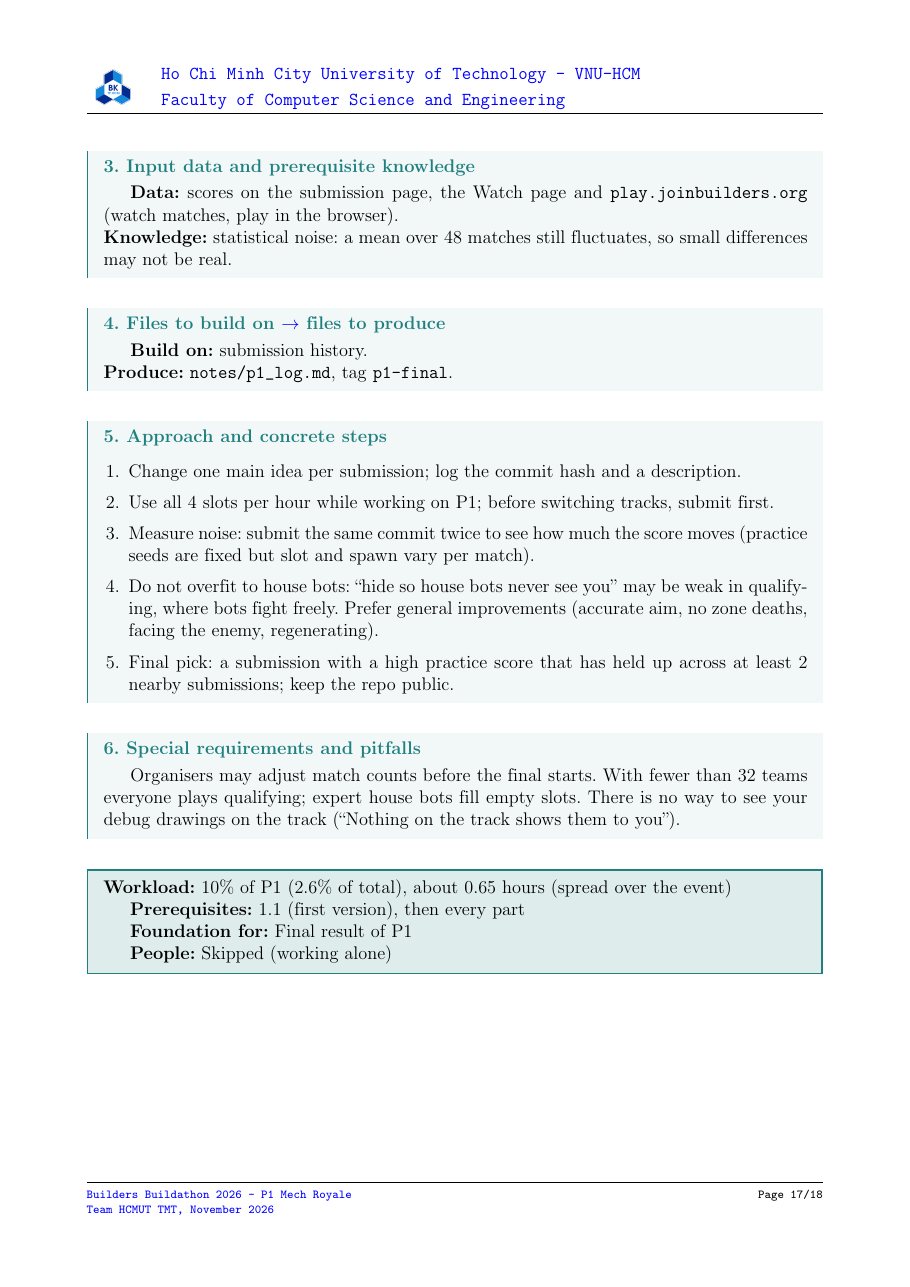 BK
Ho Chi Minh City University of Technology - VNU-HCM
Faculty of Computer Science and Engineering
3. Input data and prerequisite knowledge
Data: scores on the submission page, the Watch page and play.joinbuilders.org
(watch matches, play in the browser).
Knowledge: statistical noise: a mean over 48 matches still fluctuates, so small differences
may not be real.
4. Files to build on → files to produce
Build on: submission history.
Produce: notes/p1_log.md, tag p1-final.
5. Approach and concrete steps
1. Change one main idea per submission; log the commit hash and a description.
2. Use all 4 slots per hour while working on P1; before switching tracks, submit first.
3. Measure noise: submit the same commit twice to see how much the score moves (practice
seeds are fixed but slot and spawn vary per match).
4. Do not overfit to house bots: “hide so house bots never see you” may be weak in qualify-
ing, where bots fight freely. Prefer general improvements (accurate aim, no zone deaths,
facing the enemy, regenerating).
5. Final pick: a submission with a high practice score that has held up across at least 2
nearby submissions; keep the repo public.
6. Special requirements and pitfalls
Organisers may adjust match counts before the final starts. With fewer than 32 teams
everyone plays qualifying; expert house bots fill empty slots. There is no way to see your
debug drawings on the track (“Nothing on the track shows them to you”).
Workload: 10% of P1 (2.6% of total), about 0.65 hours (spread over the event)
Prerequisites: 1.1 (first version), then every part
Foundation for: Final result of P1
People: Skipped (working alone)
Builders Buildathon 2026 - P1 Mech Royale
Page 17/18
Team HCMUT TMT, November 2026